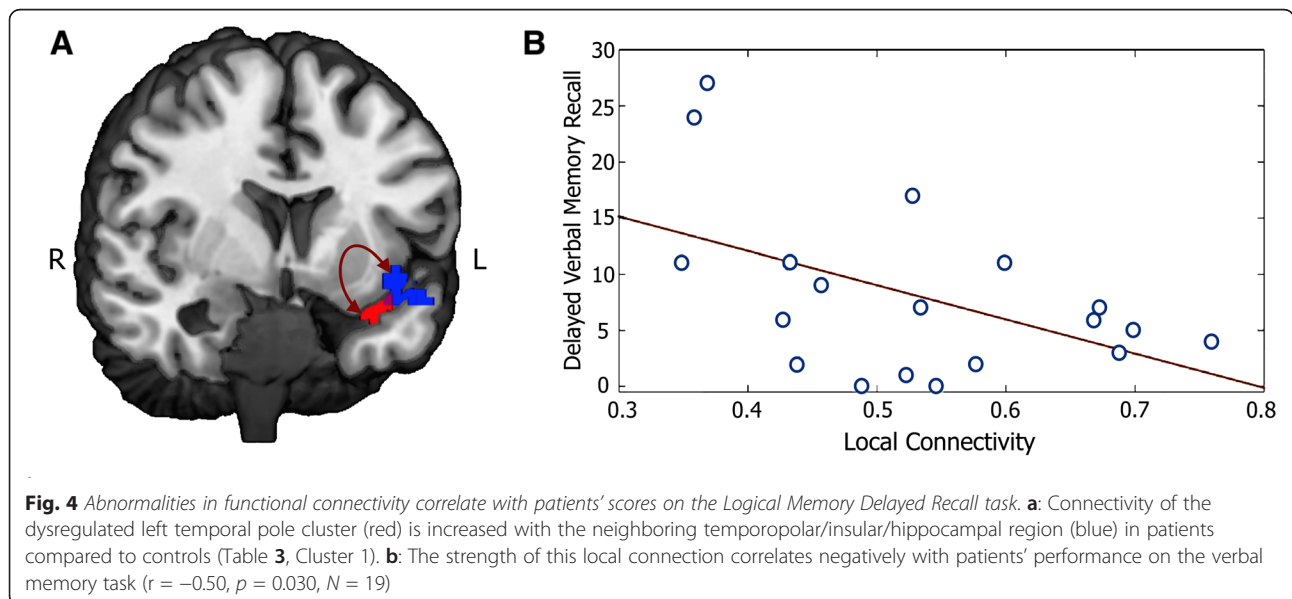 A
R
L
B
Delayed Verbal Memory Recall
30
25
20
15
10
5
0
0.3 0.4 0.5 0.6 0.7 0.8
Local Connectivity
Fig. 4 Abnormalities in functional connectivity correlate with patients' scores on the Logical Memory Delayed Recall task. a: Connectivity of the
dysregulated left temporal pole cluster (red) is increased with the neighboring temporopolar/insular/hippocampal region (blue) in patients
compared to controls (Table 3, Cluster 1). b: The strength of this local connection correlates negatively with patients' performance on the verbal
memory task (r = −0.50, p = 0.030, N = 19)